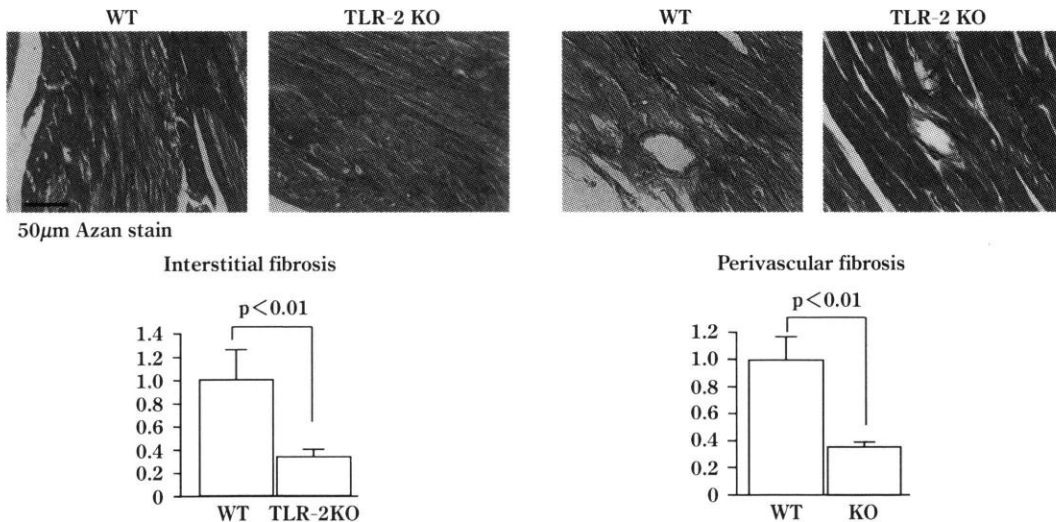 WT
TLR-2 KO
WT
TLR-2 KO
50μm Azan stain
Interstitial fibrosis
p<0.01
1.4
1.2
1.0
0.8
0.6
0.4
0.2
0
WT
TLR-2KO
Perivascular fibrosis
p<0.01
1.2
1.0
0.8
0.6
0.4
0.2
0
WT
KO